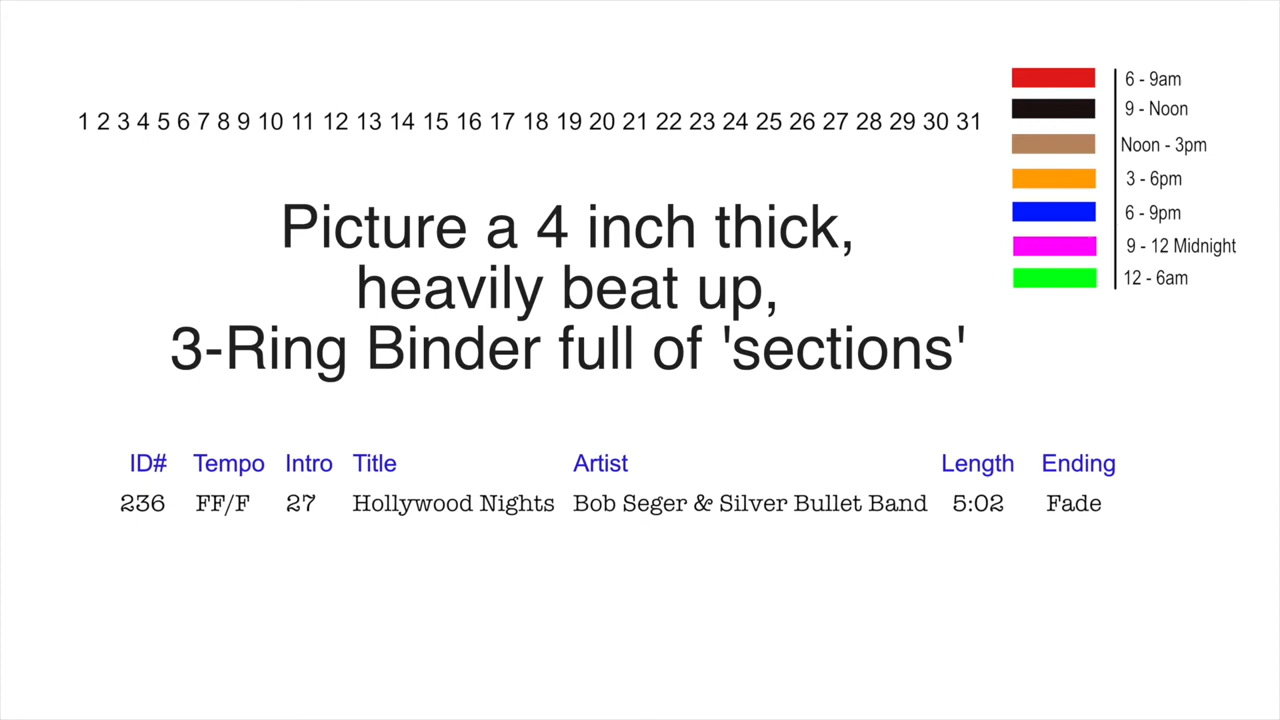 1 2 3 4 5 6 7 8 9 10 11 12 13 14 15 16 17 18 19 20 21 22 23 24 25 26 27 28 29 30 31
6 - 9am
9 - Noon
Noon - 3pm
3 - 6pm
6 - 9pm
9 - 12 Midnight
12 - 6am
Picture a 4 inch thick,
heavily beat up,
3-Ring Binder full of 'sections'
ID# Tempo Intro Title Artist Length Ending
236 FF/F 27 Hollywood Nights Bob Seger & Silver Bullet Band 5:02 Fade